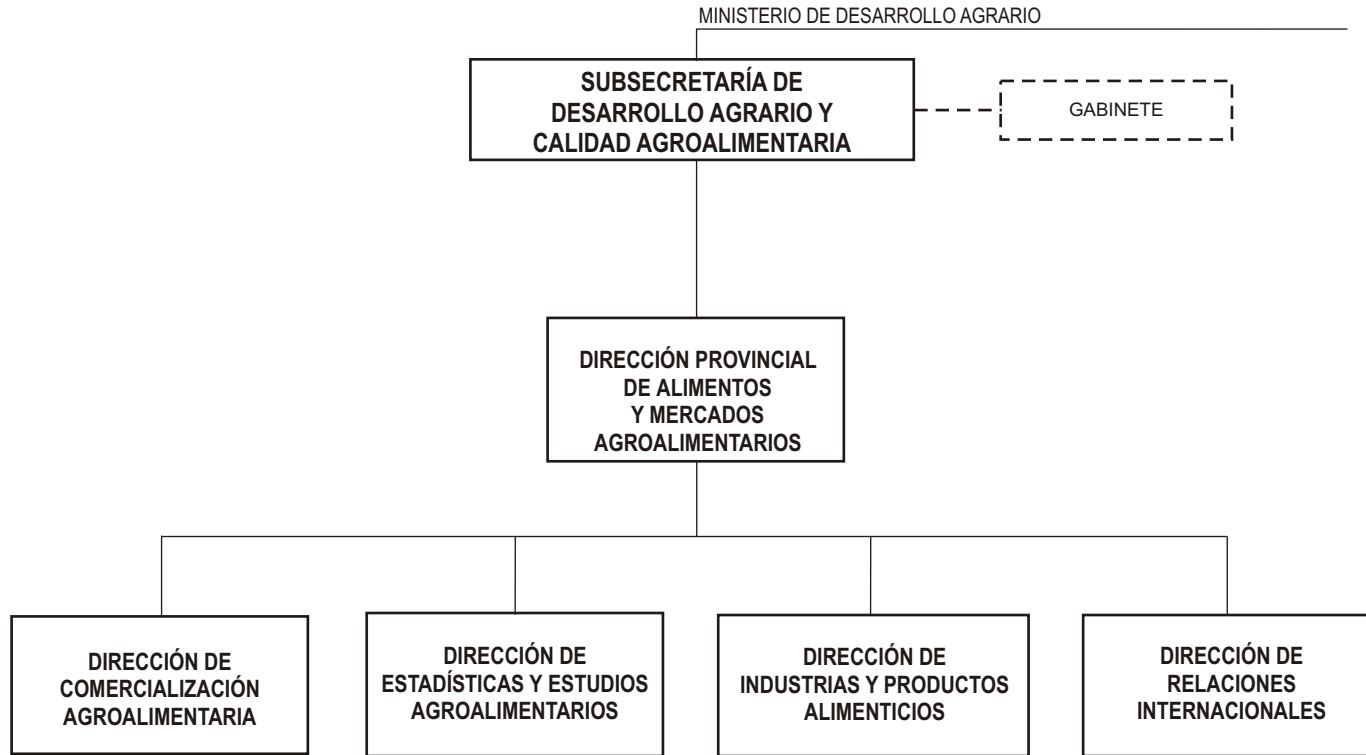 MINISTERIO DE DESARROLLO AGRARIO
SUBSECRETARÍA DE
DESARROLLO AGRARIO Y
CALIDAD AGROALIMENTARIA
GABINETE
DIRECCIÓN PROVINCIAL
DE ALIMENTOS
Y MERCADOS
AGROALIMENTARIOS
DIRECCIÓN DE
COMERCIALIZACIÓN
AGROALIMENTARIA
DIRECCIÓN DE
ESTADÍSTICAS Y ESTUDIOS
AGROALIMENTARIOS
DIRECCIÓN DE
INDUSTRIAS Y PRODUCTOS
ALIMENTICIOS
DIRECCIÓN DE
RELACIONES
INTERNACIONALES